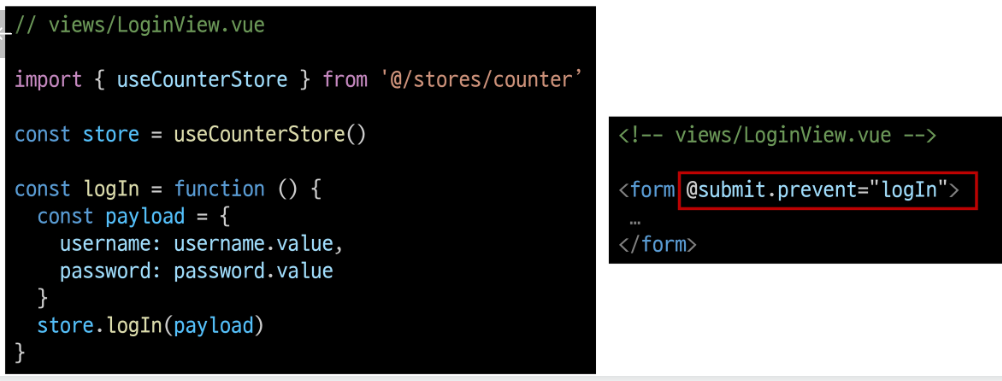 // views/LoginView.vue
import { useCounterStore } from '@/stores/counter’
const store = useCounterStore()
const logIn = function () {
const payload = {
username: username.value,
password: password.value
}
store.logIn(payload)
}
<!-- views/LoginView.vue -->
<form @submit.prevent="logIn">
…
</form>